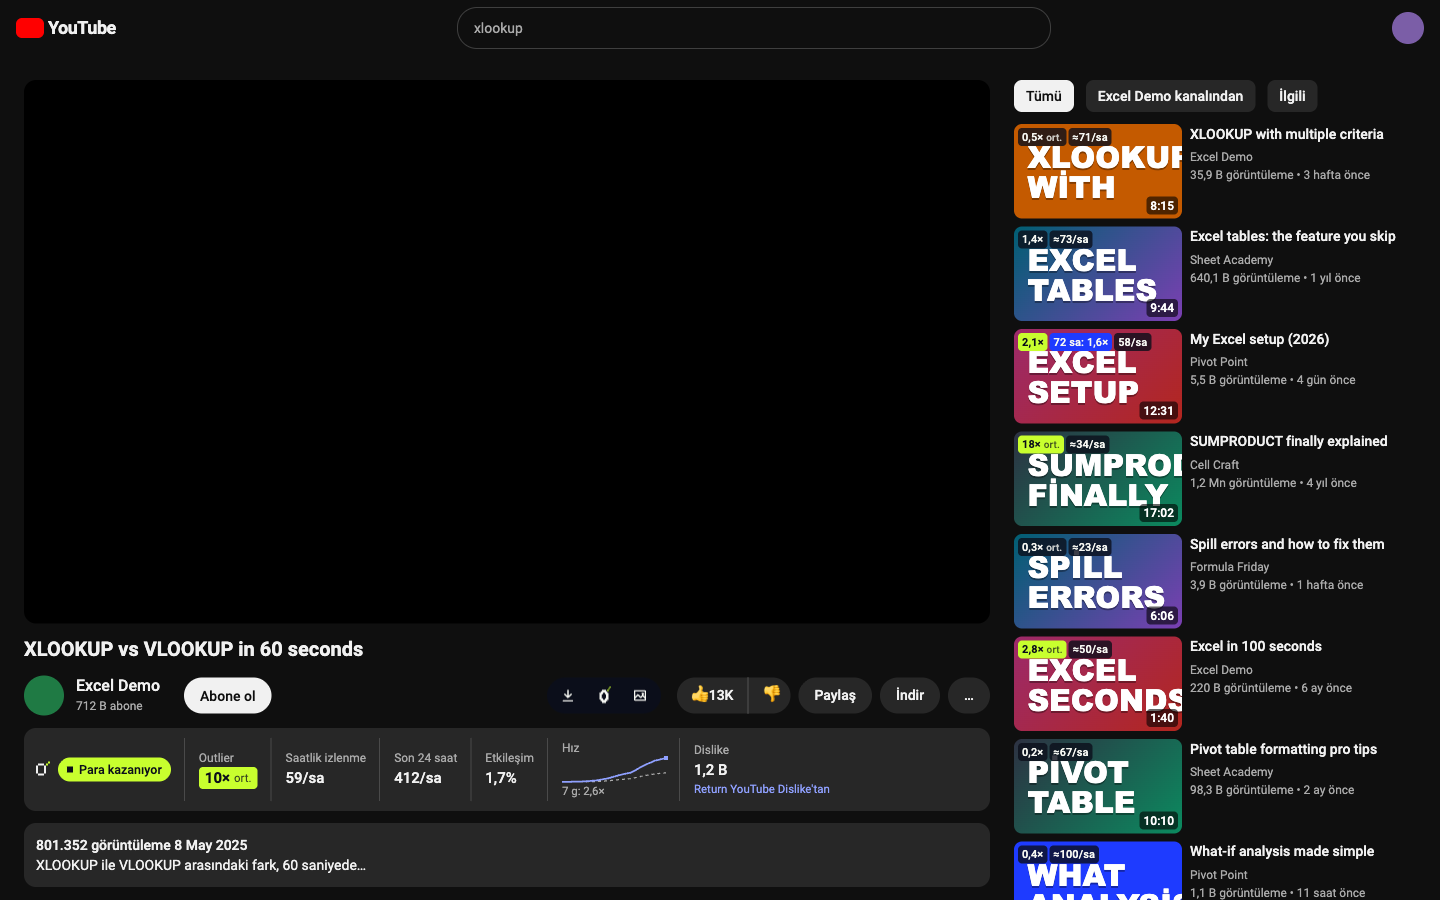 YouTube
xlookup
XLOOKUP vs VLOOKUP in 60 seconds
Excel Demo
712 B abone
Abone ol
👍13K
👎
Paylaş
İndir
...
Para kazanıyor
Outlier
10× ort.
Saatlik izlenme
59/sa
Son 24 saat
412/sa
Etkileşim
1,7%
Hız
7 g: 2,6×
Dislike
1,2 B
Return YouTube Dislike'tan
801.352 görüntüleme 8 May 2025
XLOOKUP ile VLOOKUP arasındaki fark, 60 saniyede...
Tümü
Excel Demo kanalından
İlgili
0,5× ort. ≈71/sa
XLOOKUP
WİTH
8:15
XLOOKUP with multiple criteria
Excel Demo
35,9 B görüntüleme • 3 hafta önce
1,4× ≈73/sa
EXCEL
TABLES
9:44
Excel tables: the feature you skip
Sheet Academy
640,1 B görüntüleme • 1 yıl önce
2,1× 72 sa: 1,6× 58/sa
EXCEL
SETUP
12:31
My Excel setup (2026)
Pivot Point
5,5 B görüntüleme • 4 gün önce
18× ort. ≈34/sa
SUMPROD
FİNALLY
17:02
SUMPRODUCT finally explained
Cell Craft
1,2 Mn görüntüleme • 4 yıl önce
0,3× ort. ≈23/sa
SPILL
ERRORS
6:06
Spill errors and how to fix them
Formula Friday
3,9 B görüntüleme • 1 hafta önce
2,8× ort. ≈50/sa
EXCEL
SECONDS
1:40
Excel in 100 seconds
Excel Demo
220 B görüntüleme • 6 ay önce
0,2× ≈67/sa
PİVOT
TABLE
10:10
Pivot table formatting pro tips
Sheet Academy
98,3 B görüntüleme • 2 ay önce
0,4× ≈100/sa
WHAT
What-if analysis made simple
Pivot Point
1,1 B görüntüleme • 11 saat önce